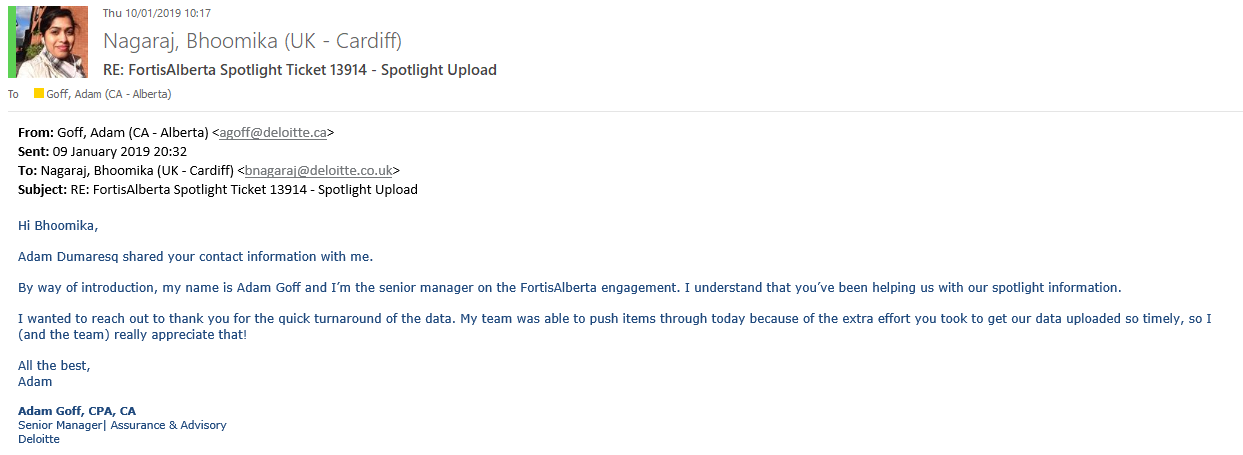 Thu 10/01/2019 10:17
Nagaraj, Bhoomika (UK - Cardiff)
RE: FortisAlberta Spotlight Ticket 13914 - Spotlight Upload
To Goff, Adam (CA - Alberta)
From: Goff, Adam (CA - Alberta) <agoff@deloitte.ca>
Sent: 09 January 2019 20:32
To: Nagaraj, Bhoomika (UK - Cardiff) <bnagaraj@deloitte.co.uk>
Subject: RE: FortisAlberta Spotlight Ticket 13914 - Spotlight Upload
Hi Bhoomika,
Adam Dumaresq shared your contact information with me.
By way of introduction, my name is Adam Goff and I’m the senior manager on the FortisAlberta engagement. I understand that you’ve been helping us with our spotlight information.
I wanted to reach out to thank you for the quick turnaround of the data. My team was able to push items through today because of the extra effort you took to get our data uploaded so timely, so I
(and the team) really appreciate that!
All the best,
Adam
Adam Goff, CPA, CA
Senior Manager| Assurance & Advisory
Deloitte